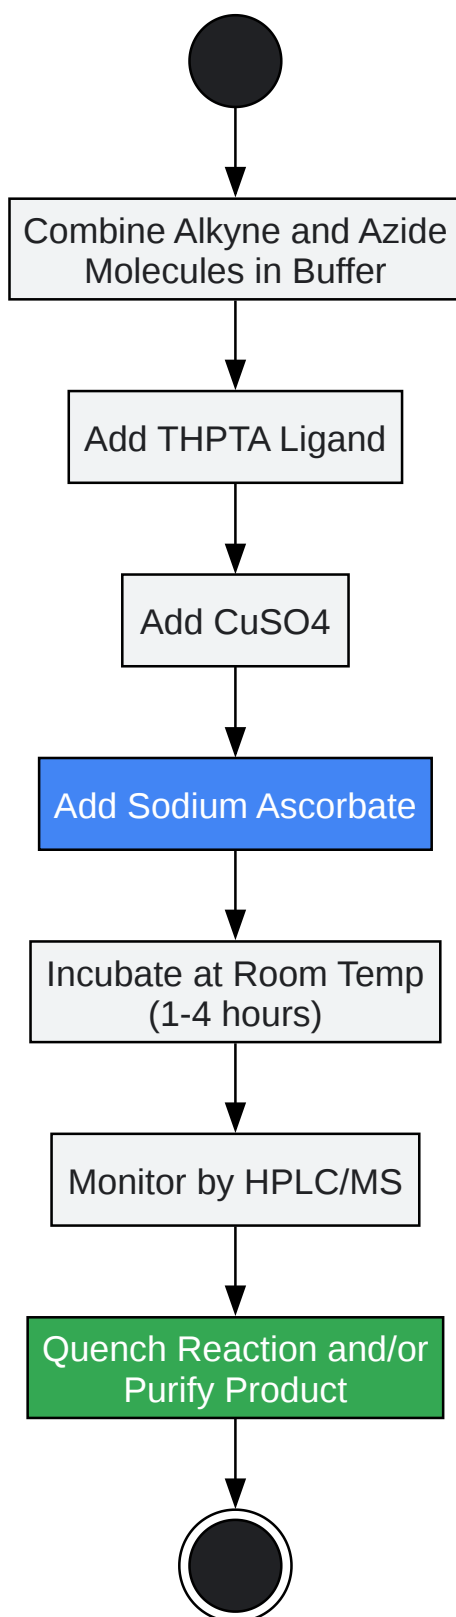 Combine Alkyne and Azide
Molecules in Buffer
Add THPTA Ligand
Add CuSO4
Add Sodium Ascorbate
Incubate at Room Temp
(1-4 hours)
Monitor by HPLC/MS
Quench Reaction and/or
Purify Product